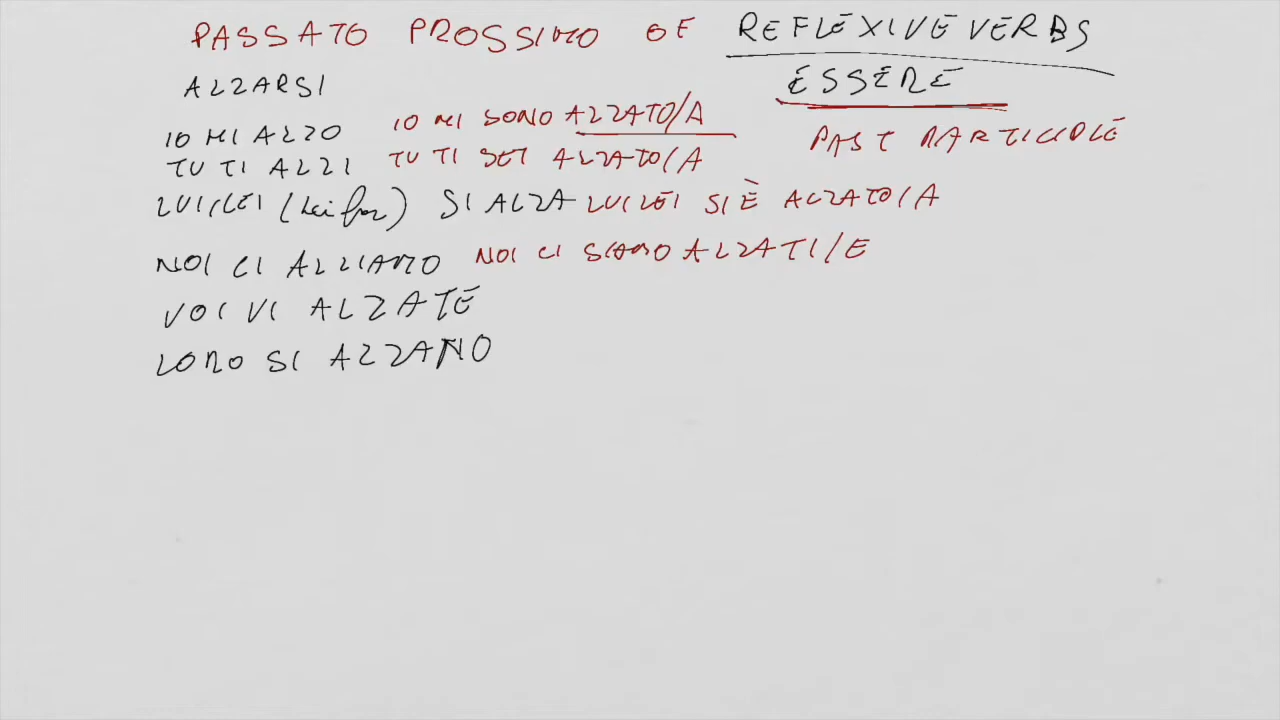 PASSATO PROSSIMO OF REFLEXIVE VERBS
ALZARSI ESSERE
IO MI ALZO IO MI SONO ALZATO/A PAST PARTICIPLE
TU TI ALZI TU TI SEI ALZATO/A
LUI/LEI (Lei for) SI ALZA LUI LEI SI È ALZATO/A
NOI CI ALZIAMO NOI CI SIAMO ALZATI/E
VOI VI ALZATE
LORO SI ALZANO